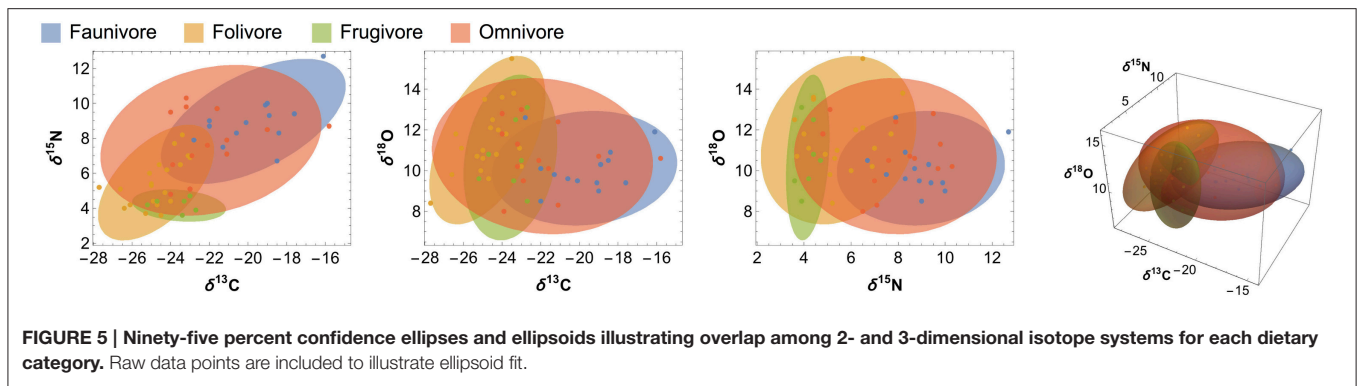 Faunivore Folivore Frugivore Omnivore
12
10
8
6
4
2
δ¹⁵N
−28 −26 −24 −22 −20 −18 −16
δ¹³C
14
12
10
8
δ¹⁸O
−28 −26 −24 −22 −20 −18 −16
δ¹³C
14
12
10
8
δ¹⁸O
2 4 6 8 10 12
δ¹⁵N
δ¹⁵N
10
5
15
δ¹⁸O
10
−25
−20
−15
δ¹³C
FIGURE 5 | Ninety-five percent confidence ellipses and ellipsoids illustrating overlap among 2- and 3-dimensional isotope systems for each dietary
category. Raw data points are included to illustrate ellipsoid fit.